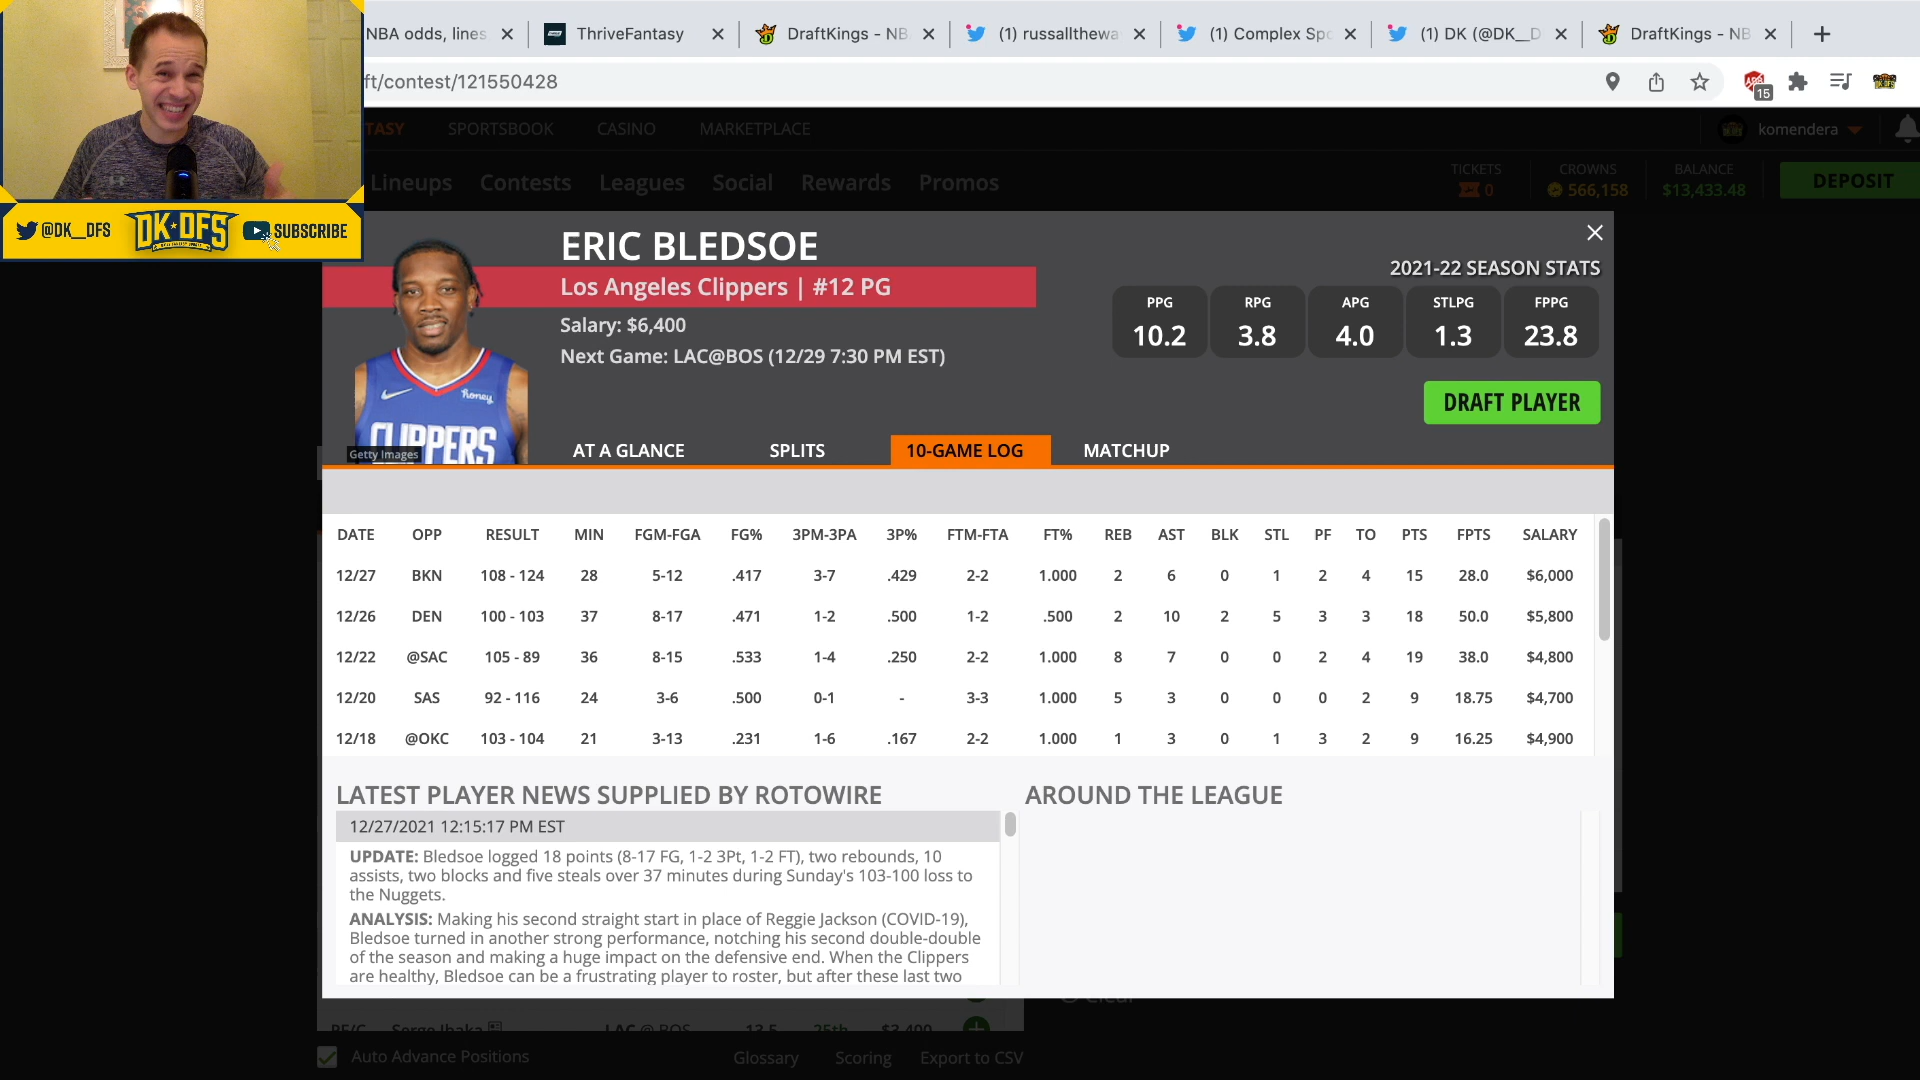 NBA odds, lines
ThriveFantasy
DraftKings - NB
(1) russallthewa
(1) Complex Spo
(1) DK (@DK__D
DraftKings - NB
ft/contest/121550428
15
TASY
SPORTSBOOK
CASINO
MARKETPLACE
komendera
Lineups
Contests
Leagues
Social
Rewards
Promos
TICKETS
0
CROWNS
566,158
BALANCE
$13,433.48
DEPOSIT
@DK__DFS
DK★DFS
SUBSCRIBE
ERIC BLEDSOE
Los Angeles Clippers | #12 PG
Salary: $6,400
Next Game: LAC@BOS (12/29 7:30 PM EST)
2021-22 SEASON STATS
PPG RPG APG STLPG FPPG
10.2 3.8 4.0 1.3 23.8
DRAFT PLAYER
honey
CLIPPERS
Getty Images
AT A GLANCE
SPLITS
10-GAME LOG
MATCHUP
DATE OPP RESULT MIN FGM-FGA FG% 3PM-3PA 3P% FTM-FTA FT% REB AST BLK STL PF TO PTS FPTS SALARY
12/27 BKN 108 - 124 28 5-12 .417 3-7 .429 2-2 1.000 2 6 0 1 2 4 15 28.0 $6,000
12/26 DEN 100 - 103 37 8-17 .471 1-2 .500 1-2 .500 2 10 2 5 3 3 18 50.0 $5,800
12/22 @SAC 105 - 89 36 8-15 .533 1-4 .250 2-2 1.000 8 7 0 0 2 4 19 38.0 $4,800
12/20 SAS 92 - 116 24 3-6 .500 0-1 - 3-3 1.000 5 3 0 0 0 2 9 18.75 $4,700
12/18 @OKC 103 - 104 21 3-13 .231 1-6 .167 2-2 1.000 1 3 0 1 3 2 9 16.25 $4,900
LATEST PLAYER NEWS SUPPLIED BY ROTOWIRE
12/27/2021 12:15:17 PM EST
UPDATE: Bledsoe logged 18 points (8-17 FG, 1-2 3Pt, 1-2 FT), two rebounds, 10
assists, two blocks and five steals over 37 minutes during Sunday's 103-100 loss to
the Nuggets.
ANALYSIS: Making his second straight start in place of Reggie Jackson (COVID-19),
Bledsoe turned in another strong performance, notching his second double-double
of the season and making a huge impact on the defensive end. When the Clippers
are healthy, Bledsoe can be a frustrating player to roster, but after these last two
AROUND THE LEAGUE
Clear
PF/C Serge Ibaka LAC @ BOS 13.5 25th $3,400
Auto Advance Positions
Glossary
Scoring
Export to CSV